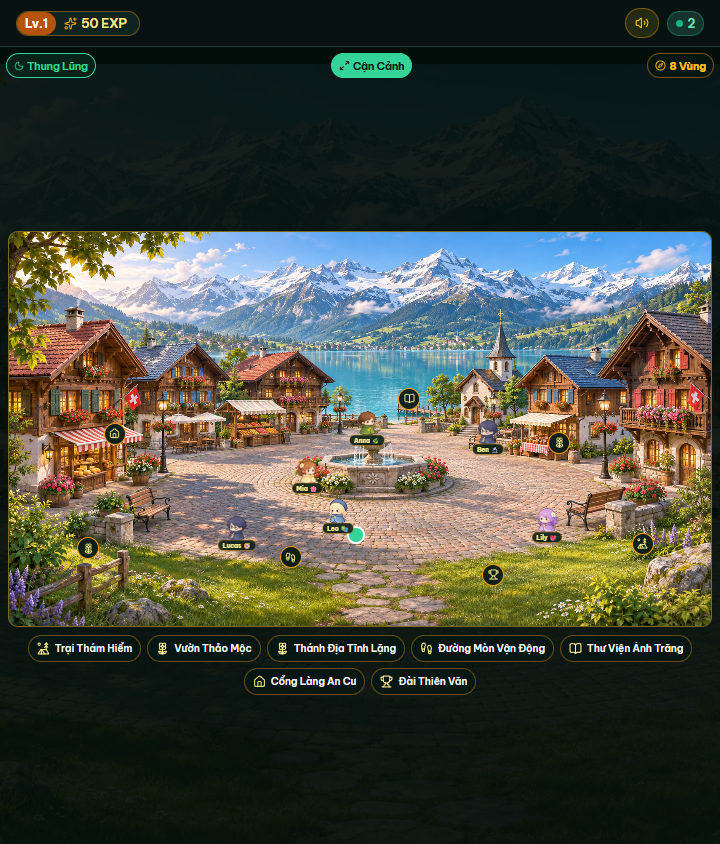 Lv.1 50 EXP 2
Thung Lũng Cận Cảnh 8 Vùng
Anna
Ben
Mia
Leo
Lucas
Lily
Trại Thám Hiểm Vườn Thảo Mộc Thánh Địa Tĩnh Lặng Đường Mòn Vận Động Thư Viện Ánh Trăng
Cổng Làng An Cư Đài Thiên Văn